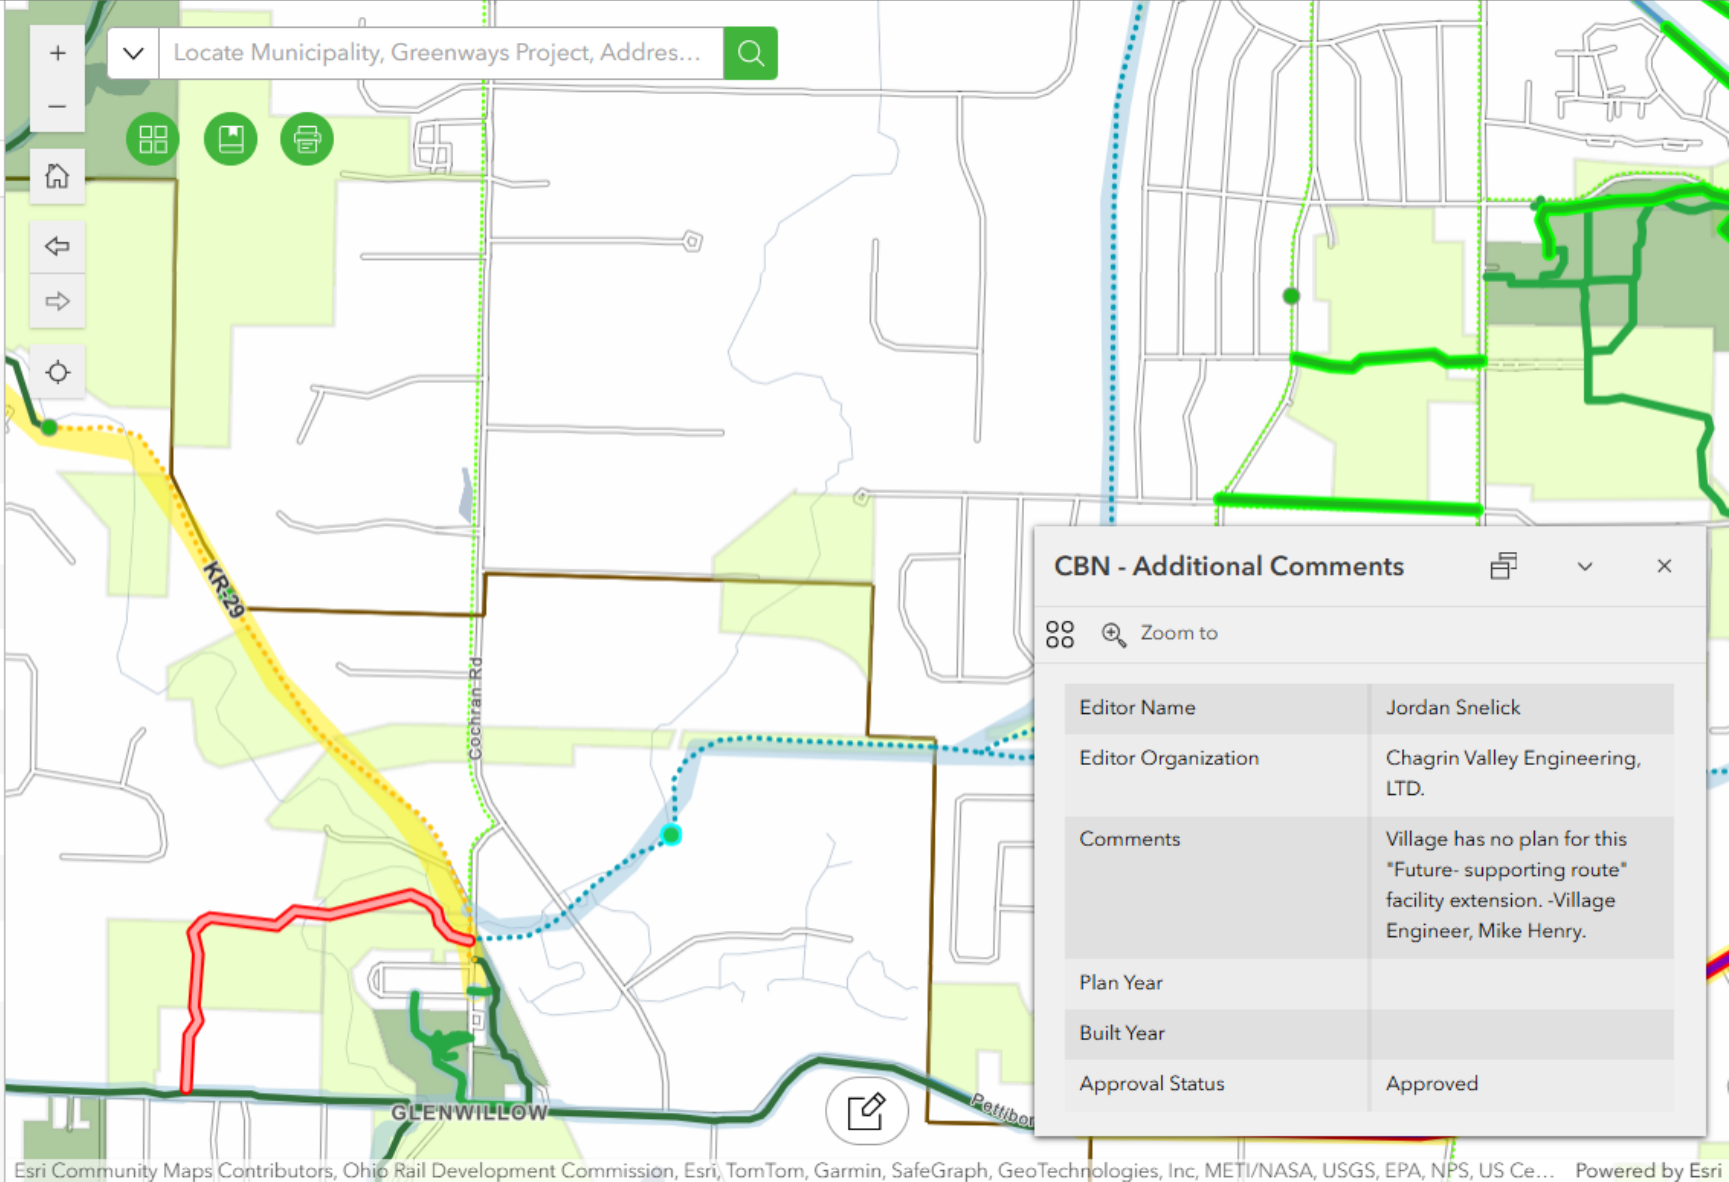 +
Locate Municipality, Greenways Project, Addres...
−
KR-29
Cochran Rd
GLENWILLOW
CBN - Additional Comments
Zoom to
Editor Name
Jordan Snelick
Editor Organization
Chagrin Valley Engineering,
LTD.
Comments
Village has no plan for this
"Future- supporting route"
facility extension. -Village
Engineer, Mike Henry.
Plan Year
Built Year
Approval Status
Approved
Pettibon
Esri Community Maps Contributors, Ohio Rail Development Commission, Esri, TomTom, Garmin, SafeGraph, GeoTechnologies, Inc, METI/NASA, USGS, EPA, NPS, US Ce...
Powered by Esri